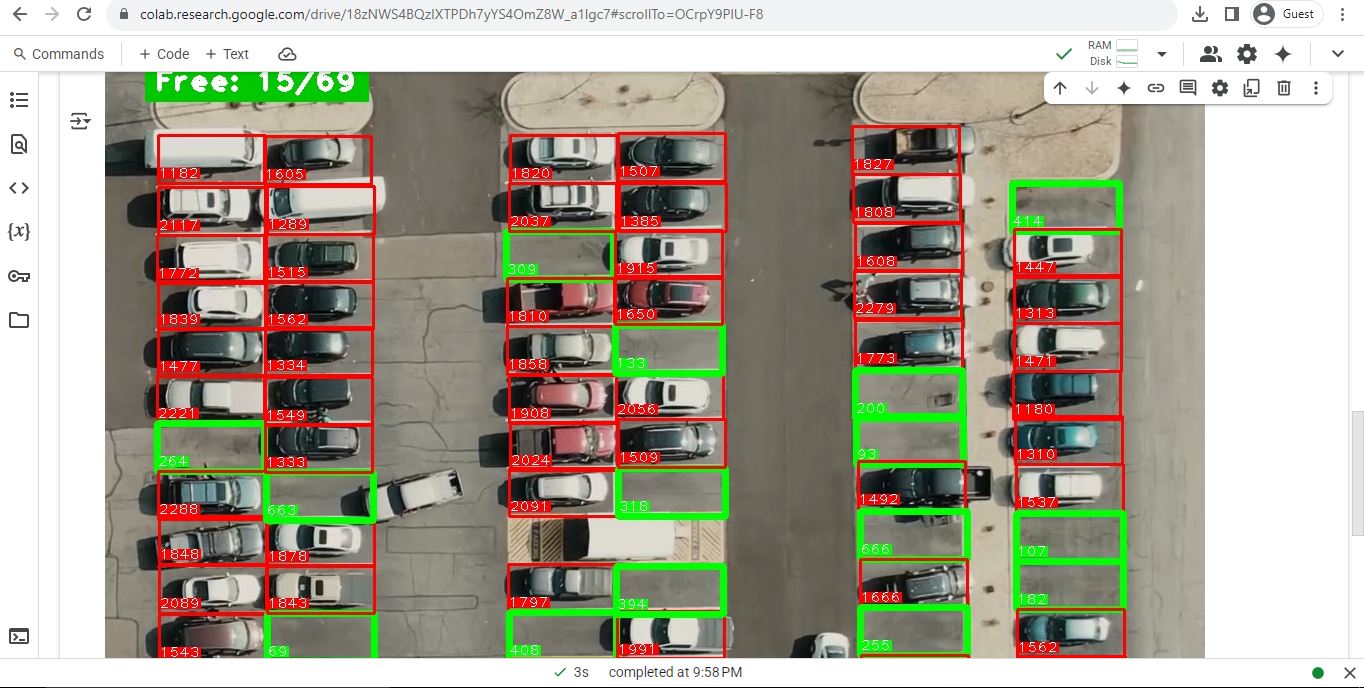 colab.research.google.com/drive/18zNWS4BQzlXTPDh7yYS4OmZ8W_a1Igc7#scrollTo=OCrpY9PIU-F8
Guest
Commands
+ Code
+ Text
RAM
Disk
Free: 15/69
1182 1605 1820 1507 1827
2117 1289 2037 1385 1808 414
1772 1515 309 1915 1608 1447
1839 1562 1810 1650 2279 1313
1477 1334 1858 133 1773 1471
2221 1549 1908 2056 200 1180
264 1333 2024 1509 93 1310
2288 663 2091 318 1492 1537
1848 1878 666 107
2089 1843 1797 394 1666 182
1543 69 408 1991 255 1562
3s completed at 9:58 PM